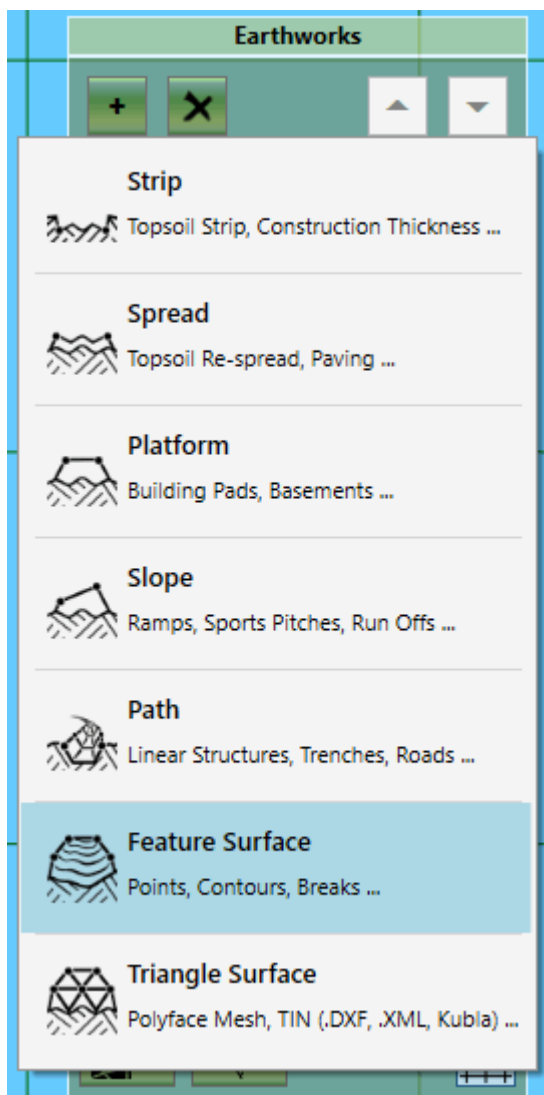 Earthworks
Strip
Topsoil Strip, Construction Thickness ...
Spread
Topsoil Re-spread, Paving ...
Platform
Building Pads, Basements ...
Slope
Ramps, Sports Pitches, Run Offs ...
Path
Linear Structures, Trenches, Roads ...
Feature Surface
Points, Contours, Breaks ...
Triangle Surface
Polyface Mesh, TIN (.DXF, .XML, Kubla) ...